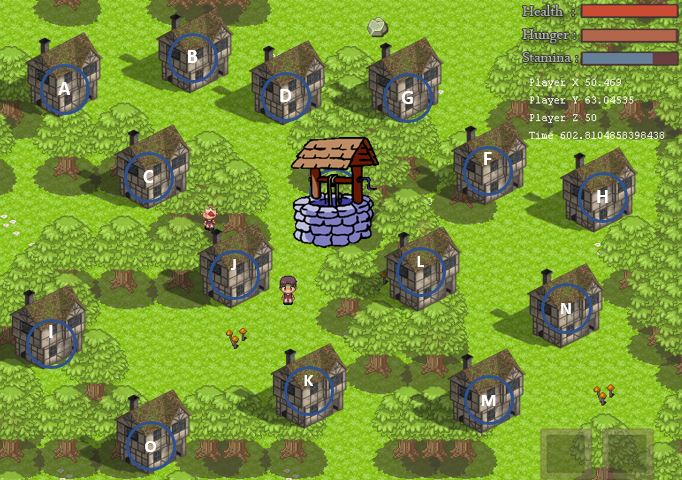 Health :
Hunger :
Stamina :
Player X 50.469
Player Y 63.04535
Player Z 50
Time 602.8104858398438
B
A
D
G
F
C
H
L
J
N
I
K
M
O